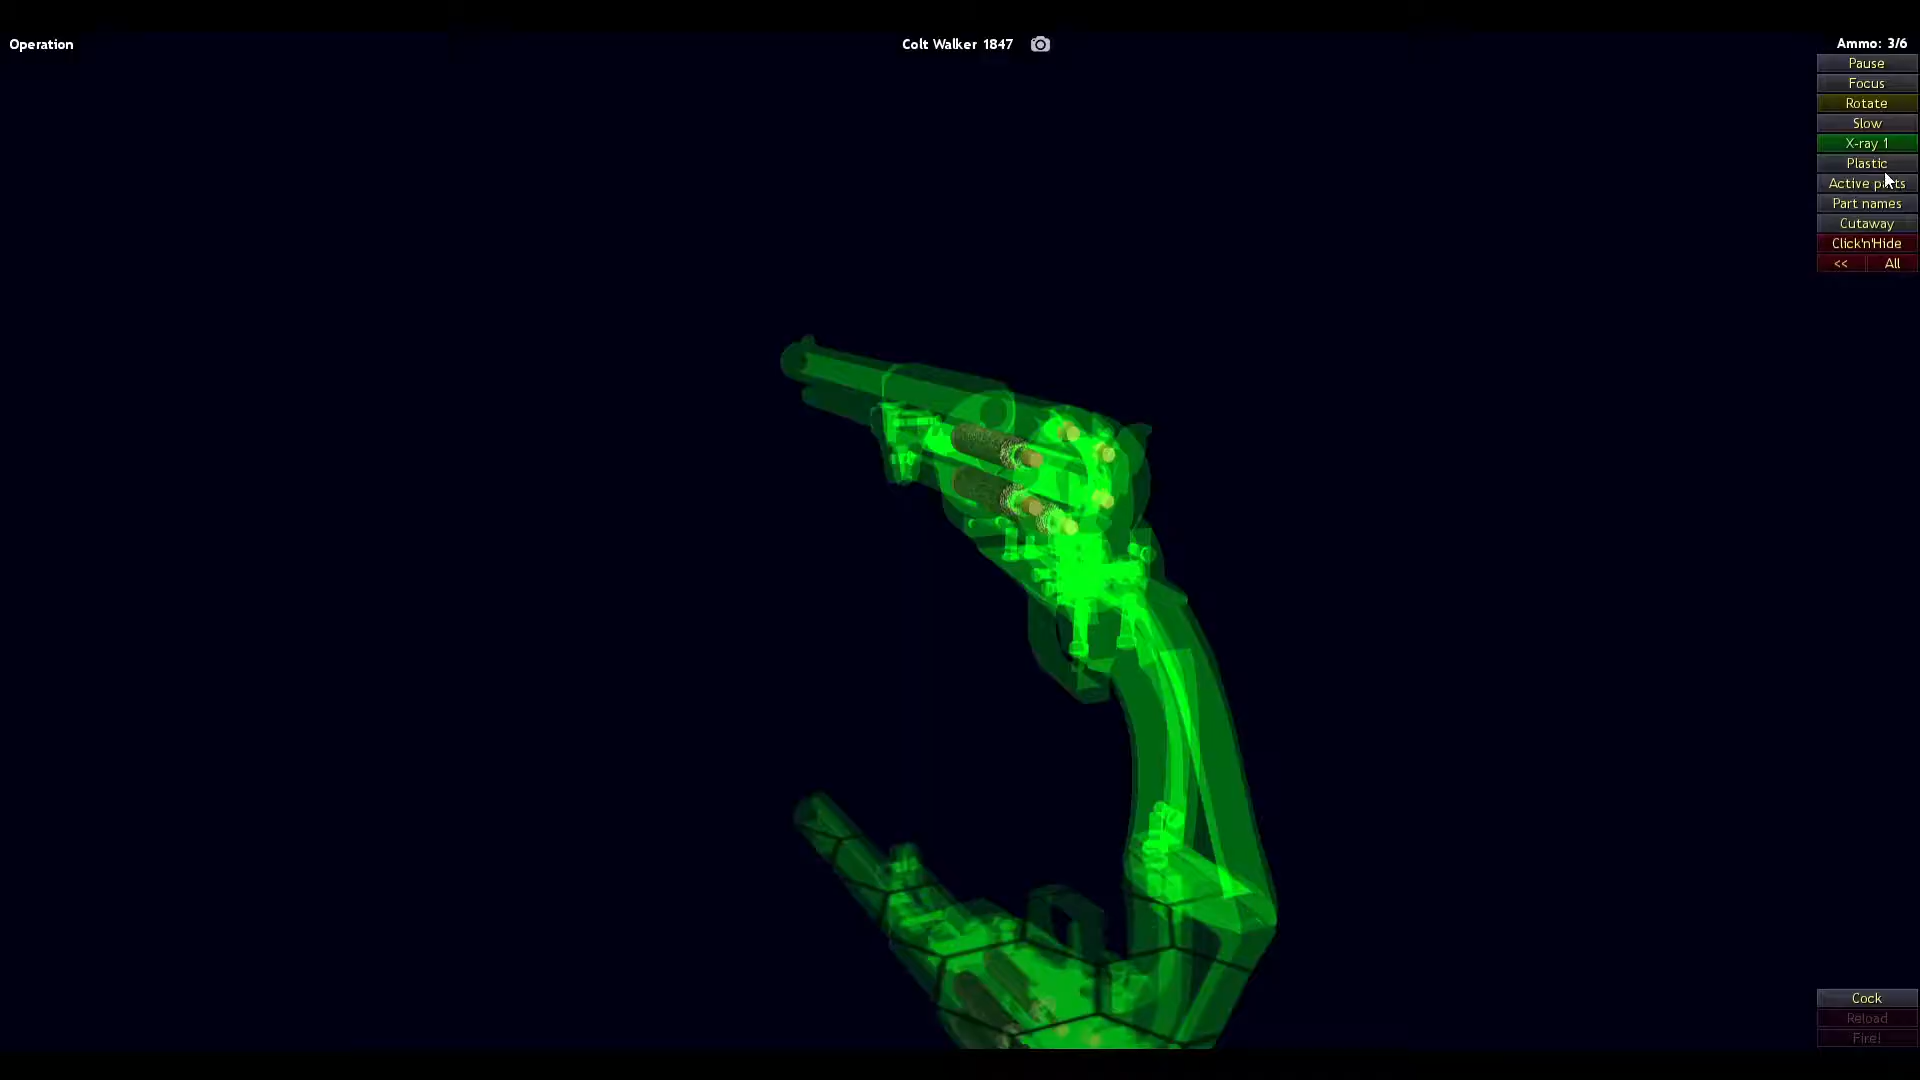 Operation
Colt Walker 1847
Ammo: 3/6
Pause
Focus
Rotate
Slow
X-ray 1
Plastic
Active parts
Part names
Cutaway
Click'n'Hide
<< All
Cock
Reload
Fire!